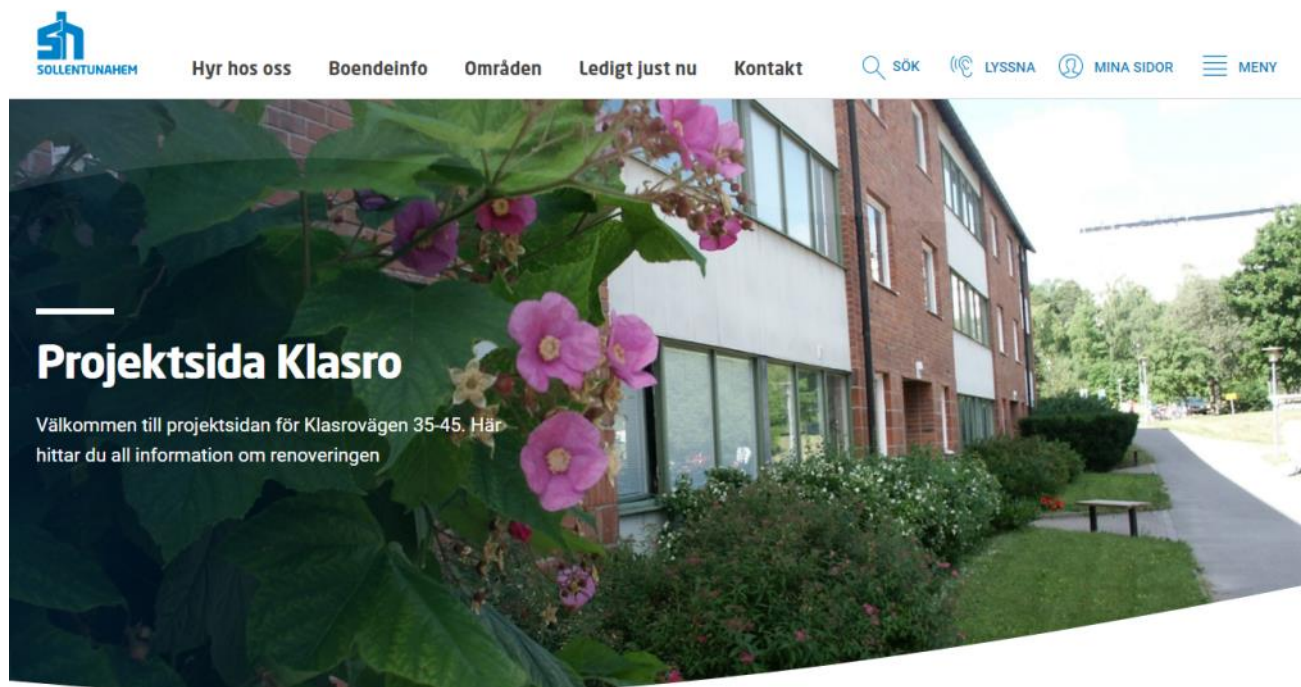 SOLLENTUNAHEM
Hyr hos oss Boendeinfo Områden Ledigt just nu Kontakt SÖK LYSSNA MINA SIDOR MENY
Projektsida Klasro
Välkommen till projektsidan för Klasrovägen 35-45. Här
hittar du all information om renoveringen